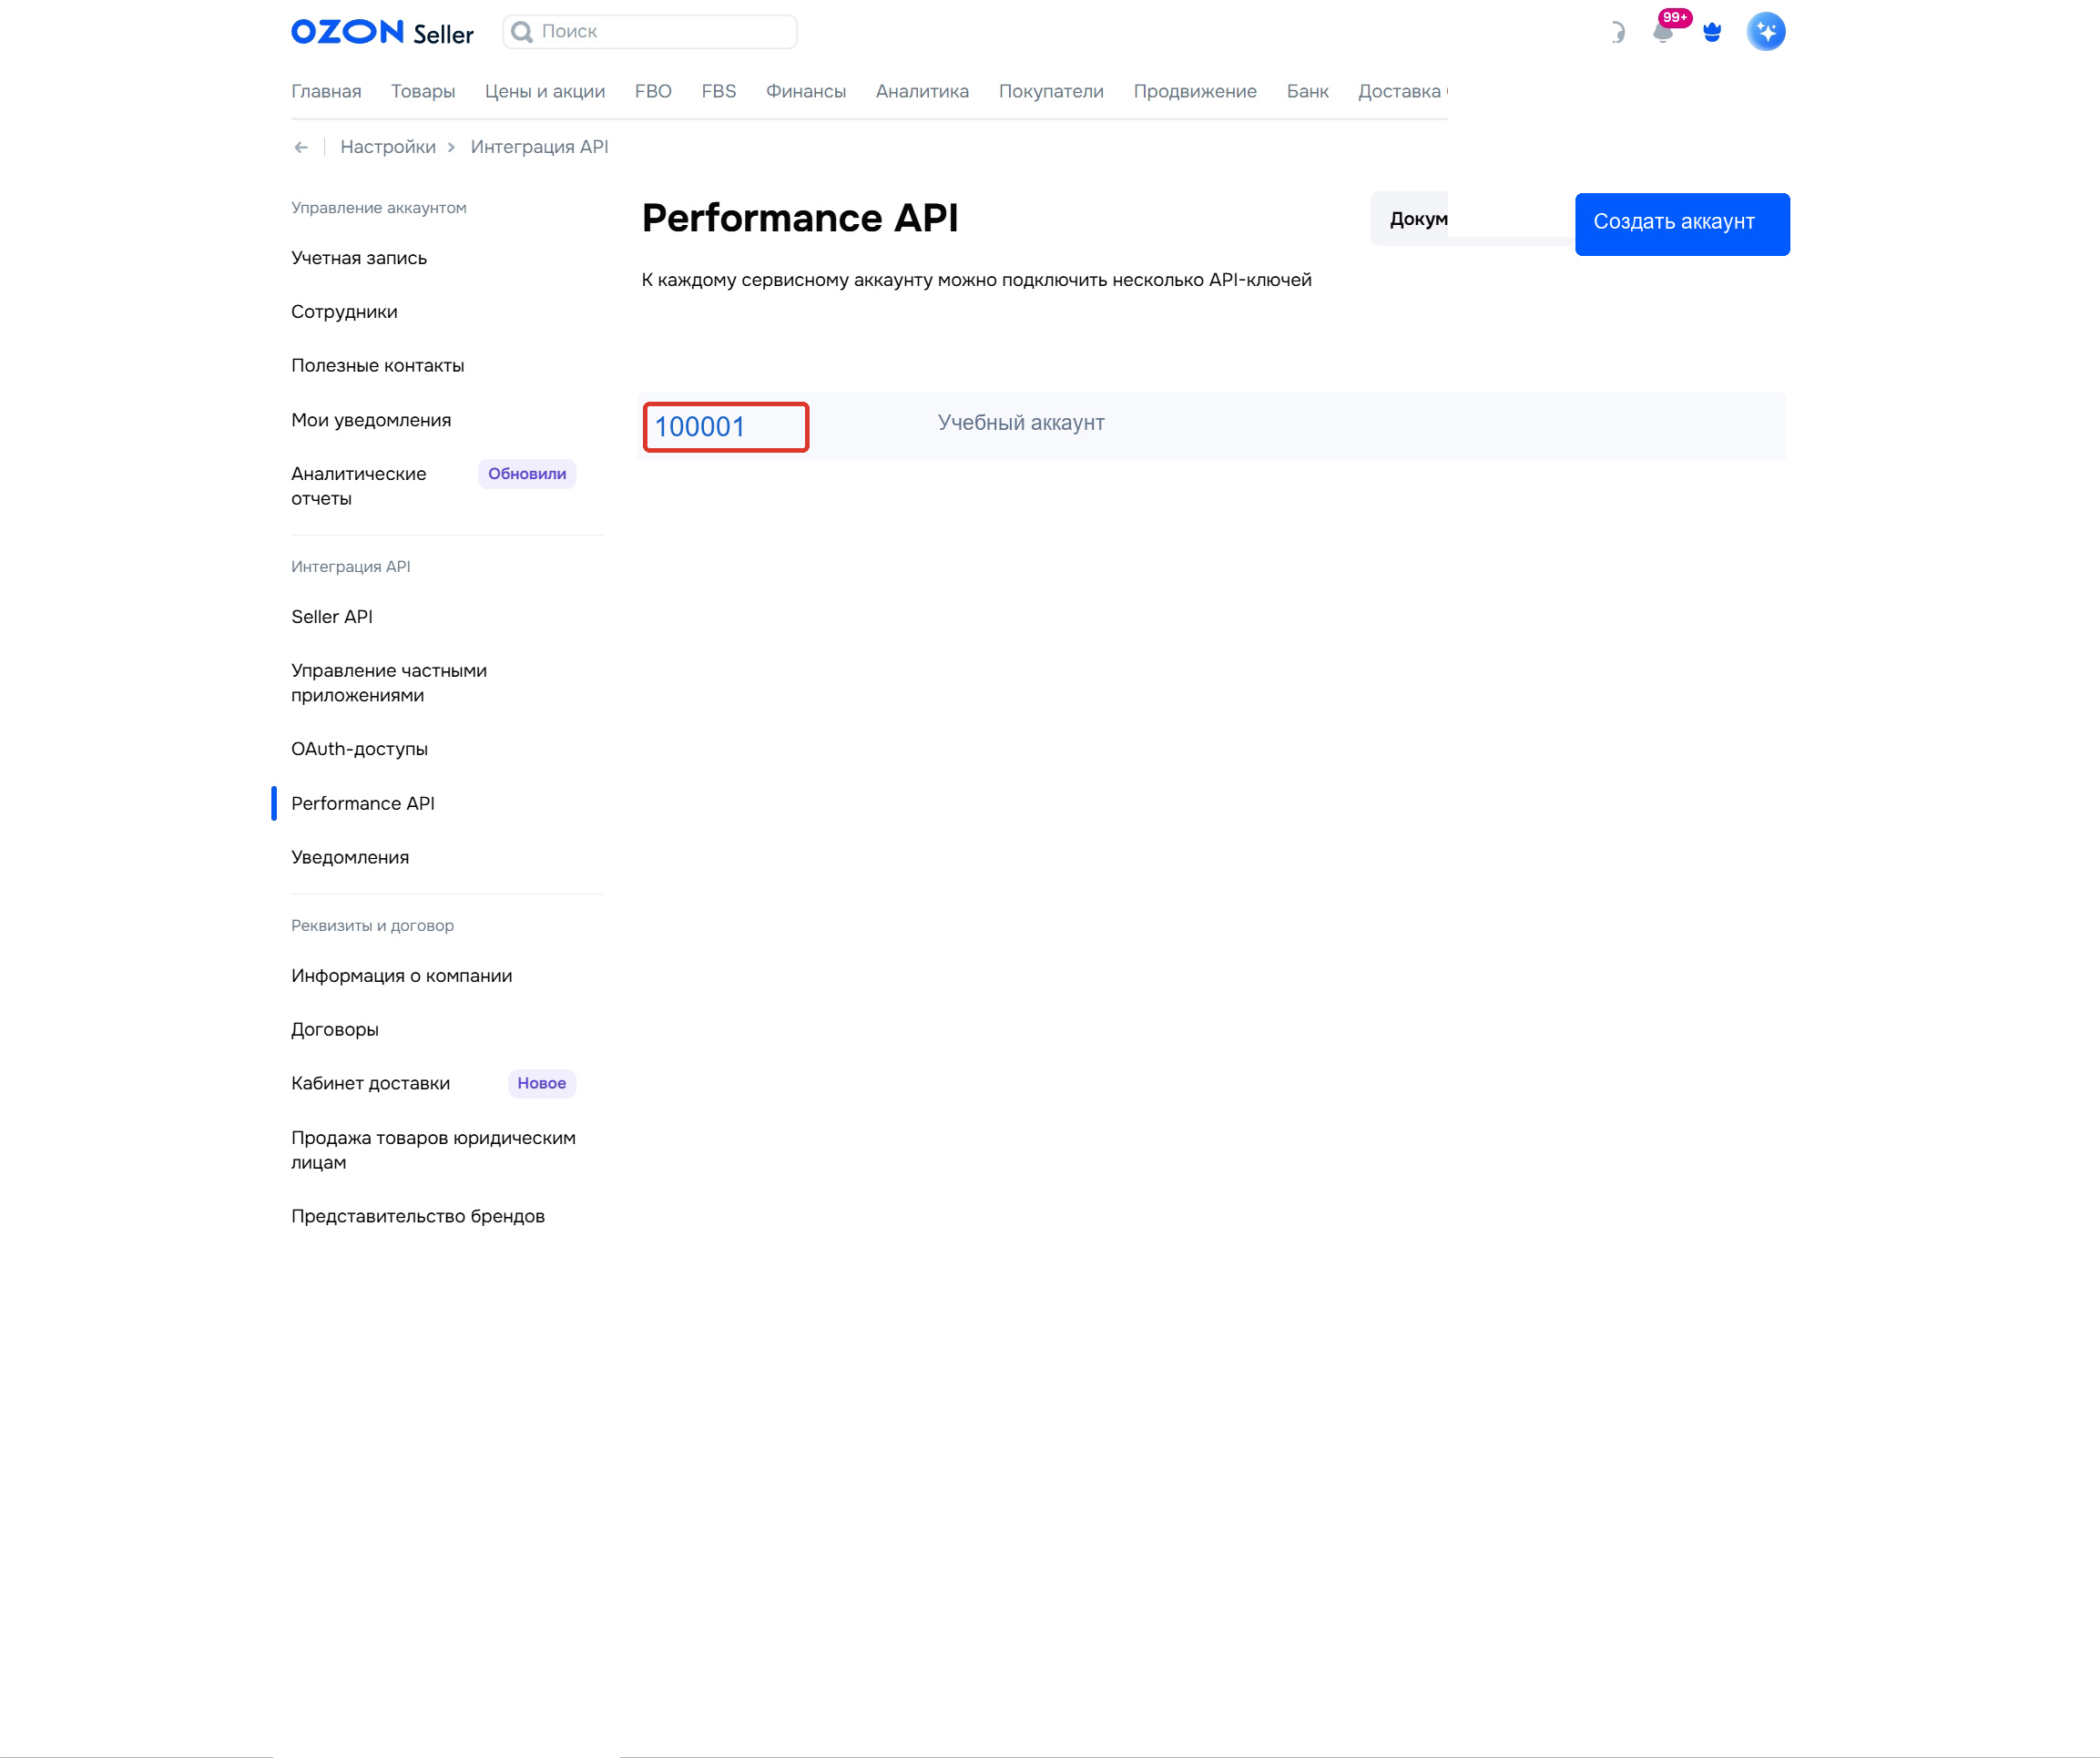 OZON Seller
Поиск
99+
Главная Товары Цены и акции FBO FBS Финансы Аналитика Покупатели Продвижение Банк Доставка
Настройки Интеграция API
Управление аккаунтом
Учетная запись
Сотрудники
Полезные контакты
Мои уведомления
Аналитические Обновили
отчеты
Интеграция API
Seller API
Управление частными
приложениями
OAuth-доступы
Performance API
Уведомления
Реквизиты и договор
Информация о компании
Договоры
Кабинет доставки Новое
Продажа товаров юридическим
лицам
Представительство брендов
Performance API
Докум
Создать аккаунт
К каждому сервисному аккаунту можно подключить несколько API-ключей
100001 Учебный аккаунт